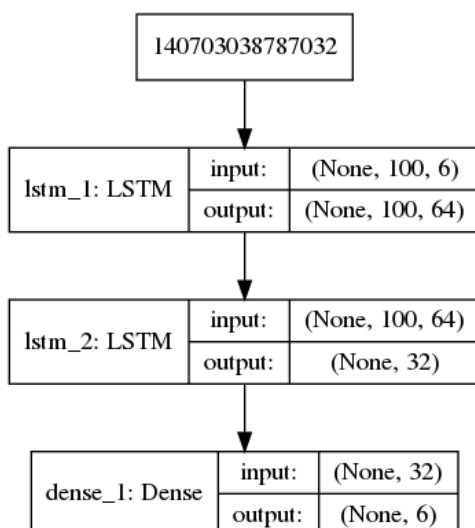 140703038787032
lstm_1: LSTM
input:
(None, 100, 6)
output:
(None, 100, 64)
lstm_2: LSTM
input:
(None, 100, 64)
output:
(None, 32)
dense_1: Dense
input:
(None, 32)
output:
(None, 6)